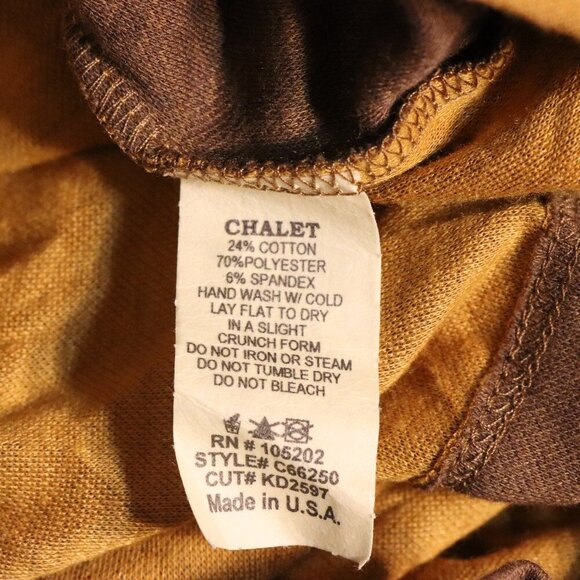 CHALET
24% COTTON
70%POLYESTER
6% SPANDEX
HAND WASH W/ COLD
LAY FLAT TO DRY
IN A SLIGHT
CRUNCH FORM
DO NOT IRON OR STEAM
DO NOT TUMBLE DRY
DO NOT BLEACH
RN # 105202
STYLE# C66250
CUT# KD2597
Made in U.S.A.